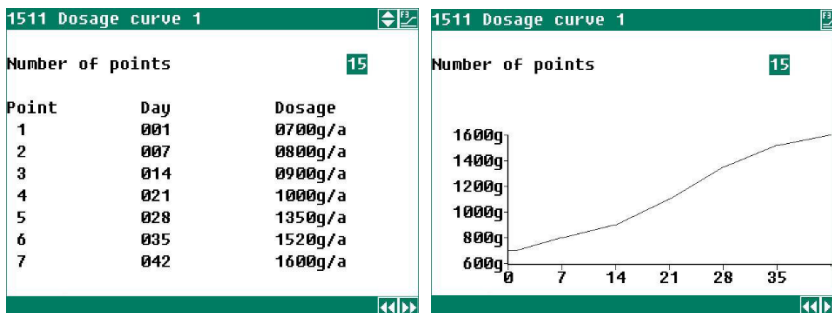 1511 Dosage curve 1
F3
Number of points 15
Point Day Dosage
1 001 0700g/a
2 007 0800g/a
3 014 0900g/a
4 021 1000g/a
5 028 1350g/a
6 035 1520g/a
7 042 1600g/a
1511 Dosage curve 1
F3
Number of points 15
1600g
1400g
1200g
1000g
800g
600g
0 7 14 21 28 35